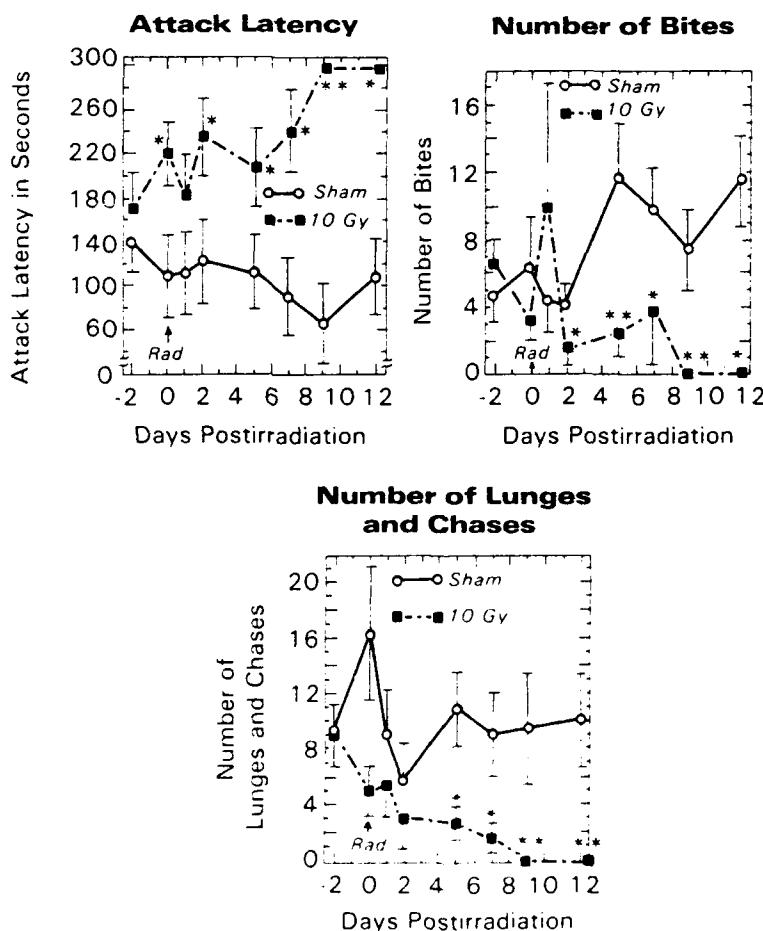 Attack Latency
Attack Latency in Seconds
300
260
220
180
140
100
60
0
Sham
10 Gy
Rad
* ** * * * * * *
-2 0 2 4 6 8 10 12
Days Postirradiation
Number of Bites
Number of Bites
16
12
8
4
0
Sham
10 Gy
Rad
* ** * ** *
-2 0 2 4 6 8 10 12
Days Postirradiation
Number of Lunges
and Chases
Number of
Lunges and Chases
20
16
12
8
4
0
Sham
10 Gy
Rad
* * ** **
-2 0 2 4 6 8 10 12
Days Postirradiation